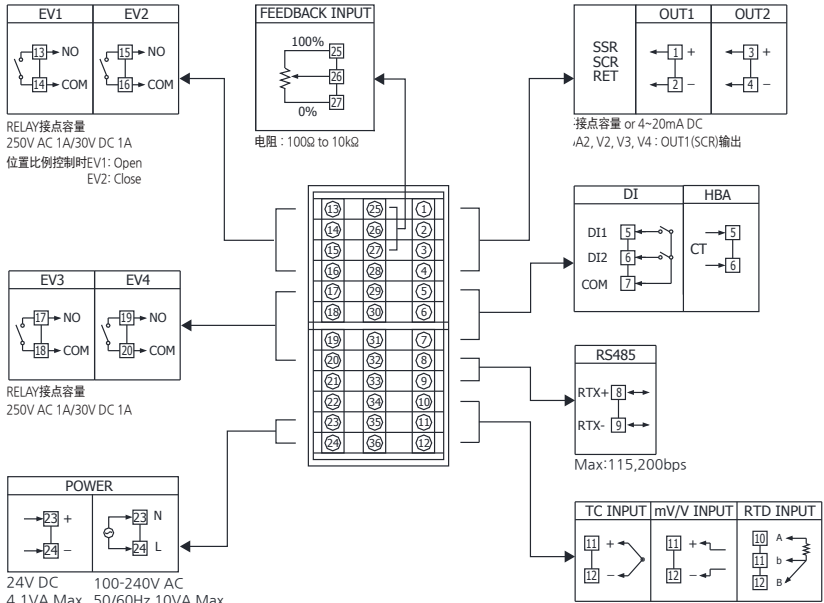 EV1 EV2
13 NO 15 NO
14 COM 16 COM
RELAY接点容量
250V AC 1A/30V DC 1A
位置比例控制时EV1: Open
EV2: Close
FEEDBACK INPUT
100% 25
26
0% 27
电阻 : 100Ω to 10kΩ
OUT1 OUT2
SSR
SCR
RET
1 + 3 +
2 − 4 −
接点容量 or 4~20mA DC
A2, V2, V3, V4 : OUT1(SCR)输出
13 25 1
14 26 2
15 27 3
16 28 4
17 29 5
18 30 6
19 31 7
20 32 8
21 33 9
22 34 10
23 35 11
24 36 12
DI HBA
DI1 5
DI2 6
COM 7
CT 5
6
EV3 EV4
17 NO 19 NO
18 COM 20 COM
RELAY接点容量
250V AC 1A/30V DC 1A
RS485
RTX+ 8
RTX- 9
Max:115,200bps
POWER
23 + 23 N
24 − 24 L
24V DC 100-240V AC
4.1VA Max 50/60Hz 10VA Max
TC INPUT mV/V INPUT RTD INPUT
11 + 11 + 10 A
11 b
12 − 12 − 12 B